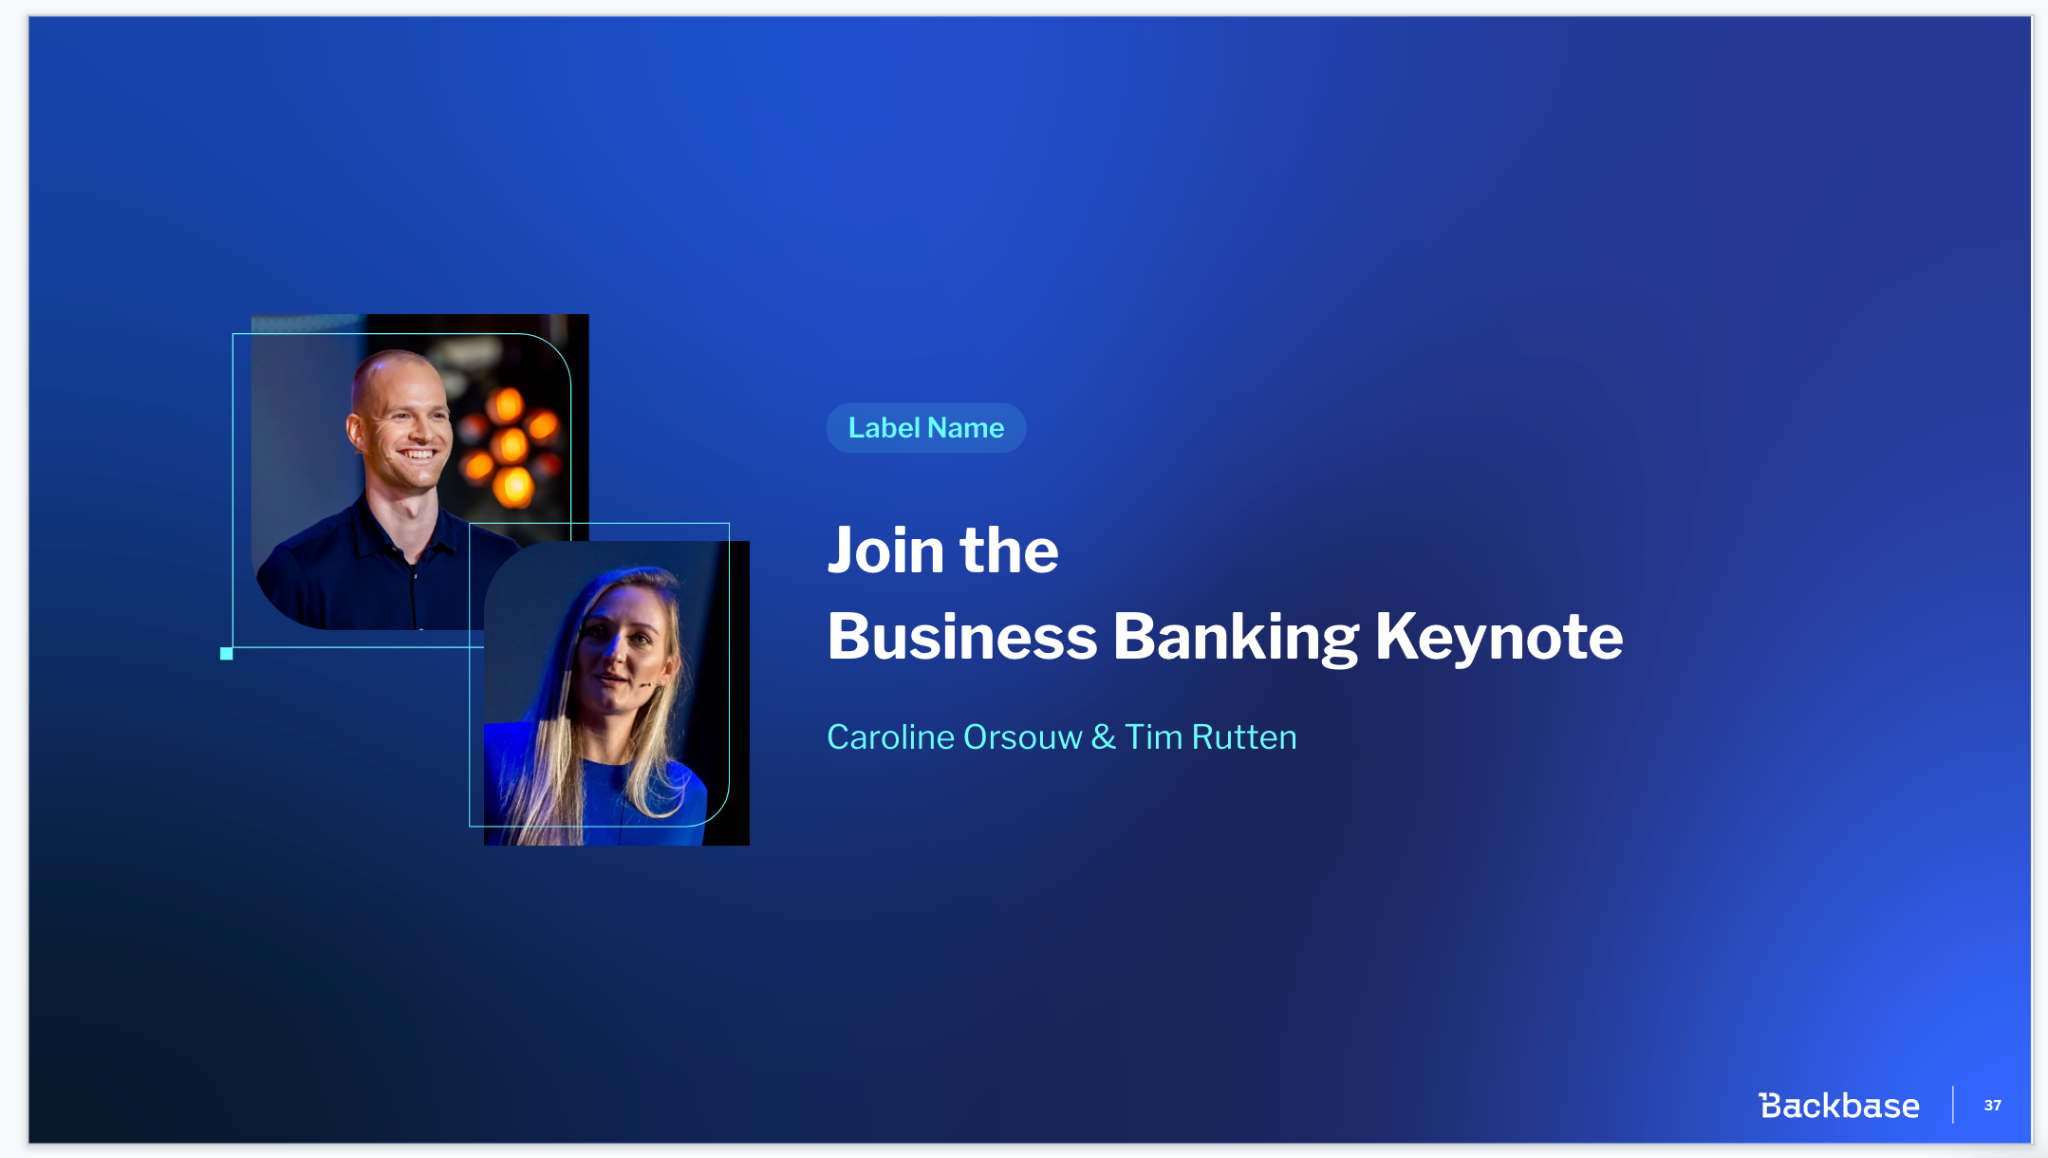 Label Name
Join the
Business Banking Keynote
Caroline Orsouw & Tim Rutten
Backbase
37